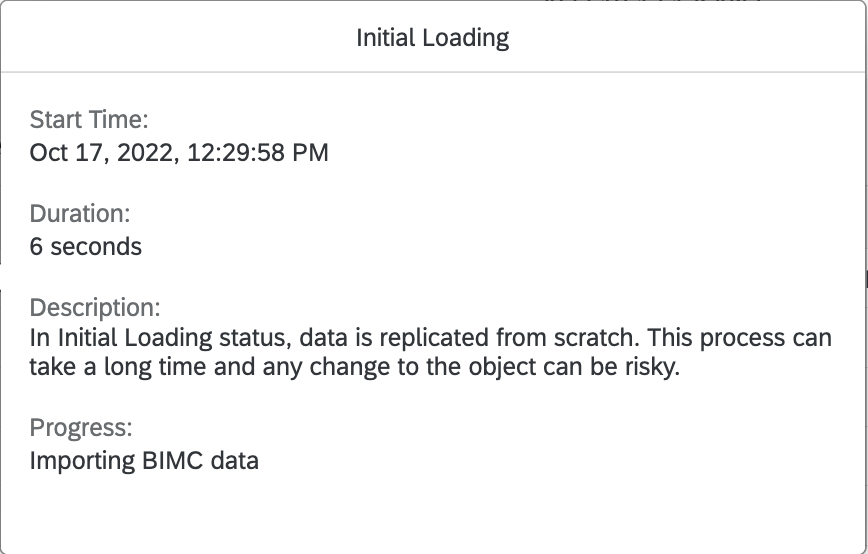 Initial Loading
Start Time:
Oct 17, 2022, 12:29:58 PM
Duration:
6 seconds
Description:
In Initial Loading status, data is replicated from scratch. This process can
take a long time and any change to the object can be risky.
Progress:
Importing BIMC data